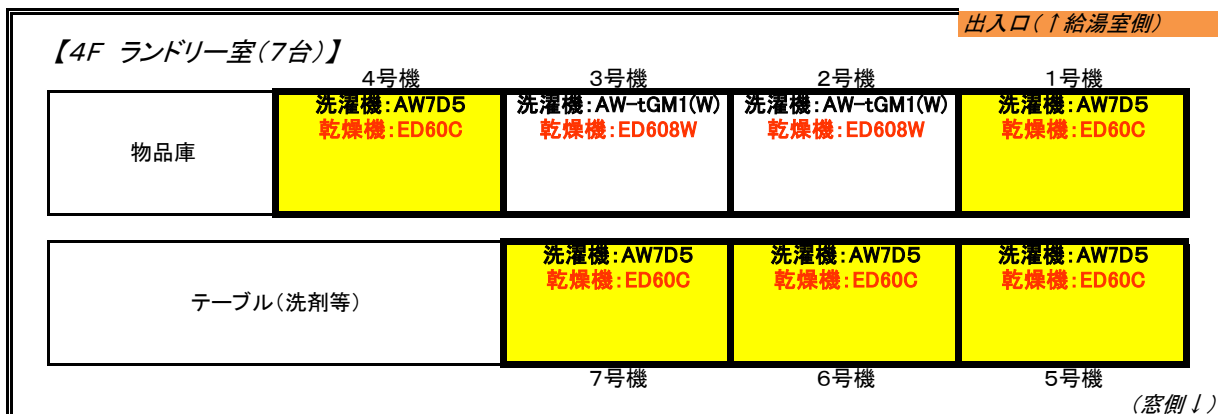 出入口(↑給湯室側)
【4F ランドリー室(7台)】
4号機 3号機 2号機 1号機
洗濯機:AW7D5 洗濯機:AW-tGM1(W) 洗濯機:AW-tGM1(W) 洗濯機:AW7D5
乾燥機:ED60C 乾燥機:ED608W 乾燥機:ED608W 乾燥機:ED60C
物品庫
洗濯機:AW7D5 洗濯機:AW7D5 洗濯機:AW7D5
乾燥機:ED60C 乾燥機:ED60C 乾燥機:ED60C
テーブル(洗剤等)
7号機 6号機 5号機
(窓側↓)